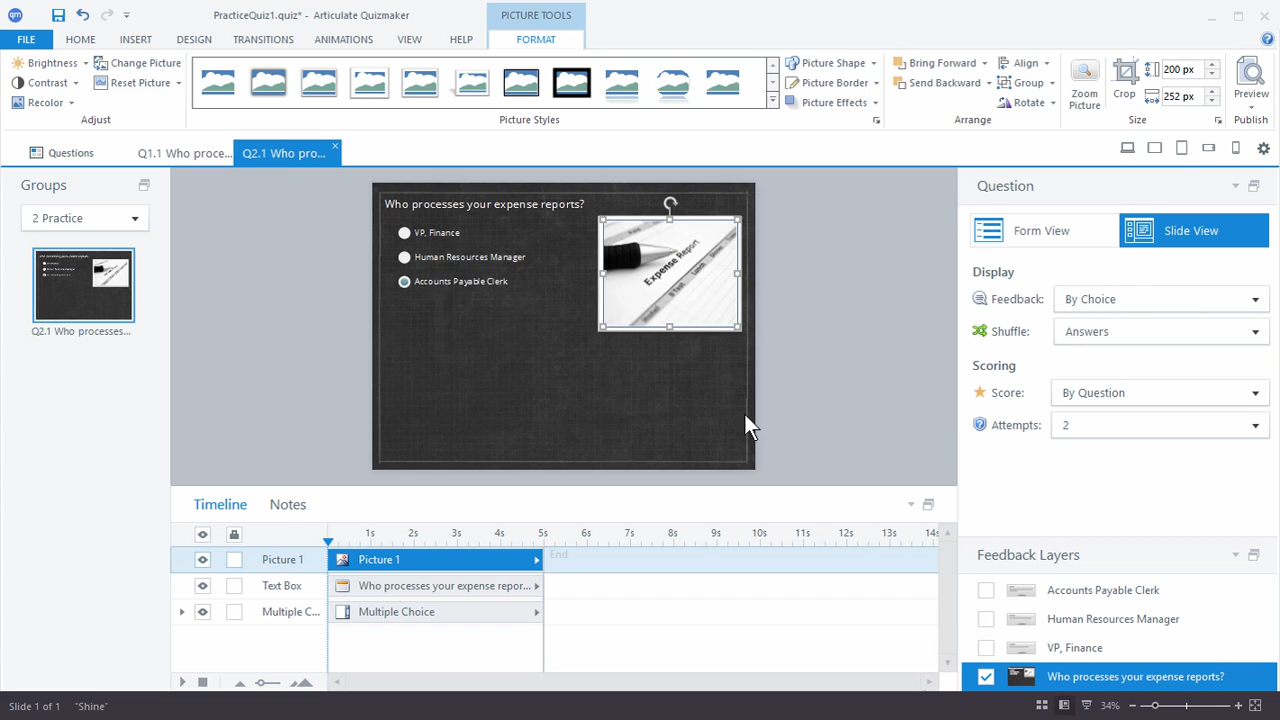 qm
PracticeQuiz1.quiz* - Articulate Quizmaker
PICTURE TOOLS
FILE HOME INSERT DESIGN TRANSITIONS ANIMATIONS VIEW HELP FORMAT
Brightness Change Picture
Contrast Reset Picture
Recolor
Adjust
Picture Styles
Picture Shape
Picture Border
Picture Effects
Bring Forward Align
Send Backward Group
Rotate
Arrange
Zoom Picture
Crop
200 px
252 px
Size
Preview
Publish
Questions Q1.1 Who proce... Q2.1 Who pro...
Groups
2 Practice
Q2.1 Who processes...
Who processes your expense reports?
VP, Finance
Human Resources Manager
Accounts Payable Clerk
Expense Report
Lunch
Question
Form View Slide View
Display
Feedback: By Choice
Shuffle: Answers
Scoring
Score: By Question
Attempts: 2
Timeline Notes
1s 2s 3s 4s 5s 6s 7s 8s 9s 10s 11s 12s 13s 14s
Picture 1 Picture 1 End
Text Box Who processes your expense repor...
Multiple C... Multiple Choice
Feedback Layers
Accounts Payable Clerk
Human Resources Manager
VP, Finance
Who processes your expense reports?
Slide 1 of 1 "Shine" 34%